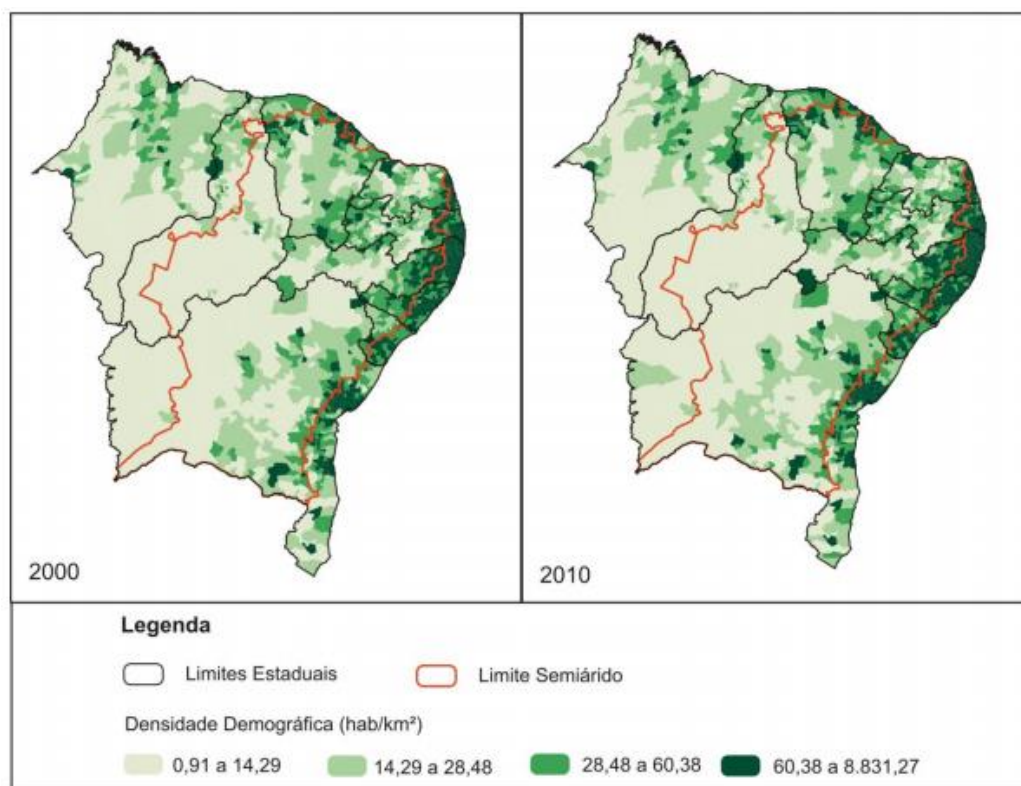 2000
2010
Legenda
Limites Estaduais
Limite Semiárido
Densidade Demográfica (hab/km²)
0,91 a 14,29
14,29 a 28,48
28,48 a 60,38
60,38 a 8.831,27